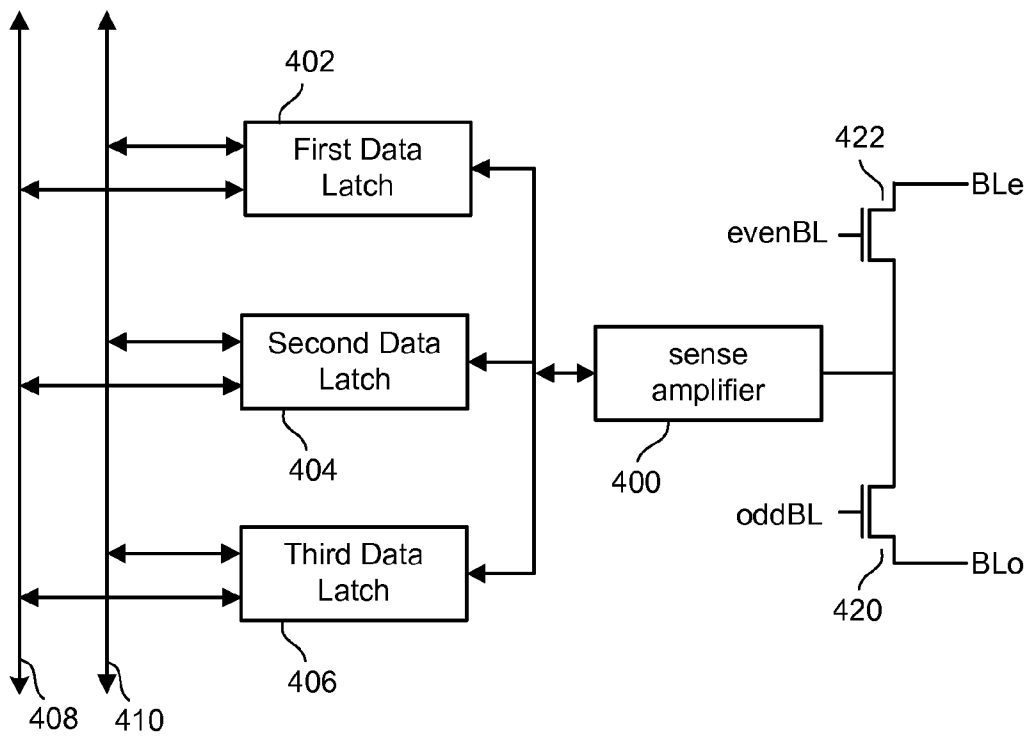 402
First Data
Latch
422
BLe
evenBL
Second Data
Latch
sense
amplifier
404
400
oddBL
Third Data
Latch
BLo
420
406
408
410